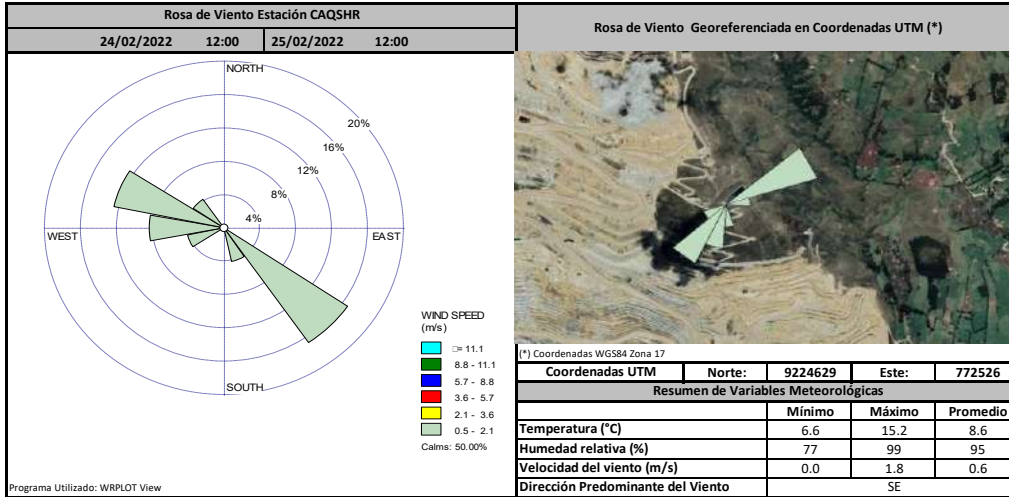 Rosa de Viento Estación CAQSHR
24/02/2022 12:00 25/02/2022 12:00
NORTH
20%
16%
12%
8%
4%
WEST
EAST
SOUTH
WIND SPEED
(m/s)
□= 11.1
8.8 - 11.1
5.7 - 8.8
3.6 - 5.7
2.1 - 3.6
0.5 - 2.1
Calms: 50.00%
Programa Utilizado: WRPLOT View
Rosa de Viento Georeferenciada en Coordenadas UTM (*)
(*) Coordenadas WGS84 Zona 17
Coordenadas UTM Norte: 9224629 Este: 772526
Resumen de Variables Meteorológicas
Mínimo Máximo Promedio
Temperatura (°C) 6.6 15.2 8.6
Humedad relativa (%) 77 99 95
Velocidad del viento (m/s) 0.0 1.8 0.6
Dirección Predominante del Viento SE